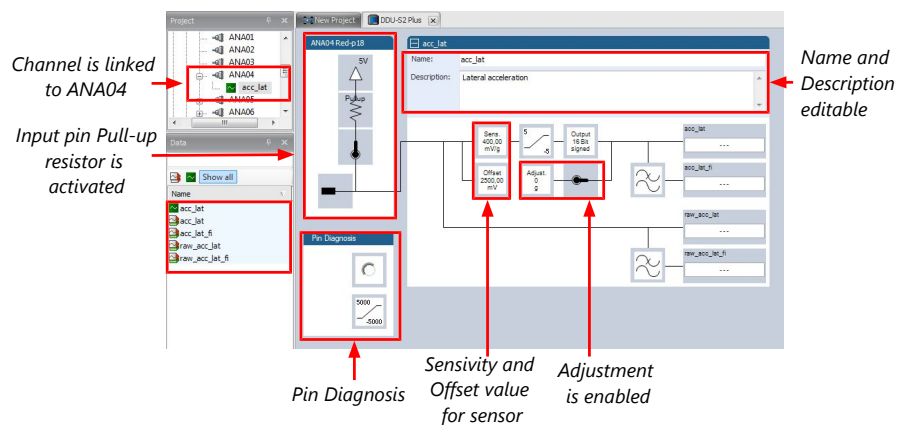 Project
New Project
DDU-S2 Plus
ANA01
ANA02
ANA03
ANA04
acc_lat
ANA05
ANA06
Channel is linked
to ANA04
Input pin Pull-up
resistor is
activated
Data
Show all
Name
acc_lat
acc_lat
acc_lat_fi
raw_acc_lat
raw_acc_lat_fi
ANA04 Red-p18
5V
Pullup
Pin Diagnosis
5000
-5000
acc_lat
Name:
acc_lat
Description:
Lateral acceleration
Sens.
400,00
mV/g
5
-5
Output
16 Bit
signed
Offset
2500,00
mV
Adjust.
0
g
acc_lat
---
acc_lat_fi
---
raw_acc_lat
---
raw_acc_lat_fi
---
Name and
Description
editable
Pin Diagnosis
Sensivity and
Offset value
for sensor
Adjustment
is enabled